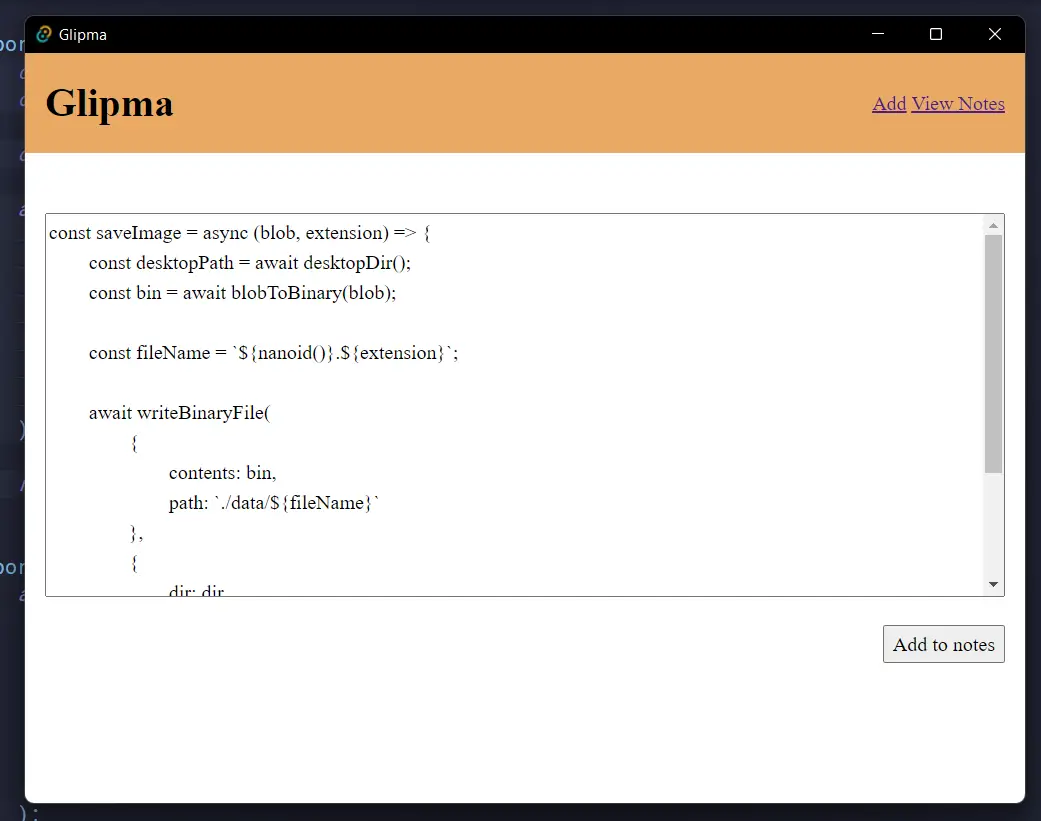 Glipma
Glipma
Add View Notes
const saveImage = async (blob, extension) => {
const desktopPath = await desktopDir();
const bin = await blobToBinary(blob);
const fileName = `${nanoid()}.${extension}`;
await writeBinaryFile(
{
contents: bin,
path: `./data/${fileName}`
},
{
dir: dir
Add to notes